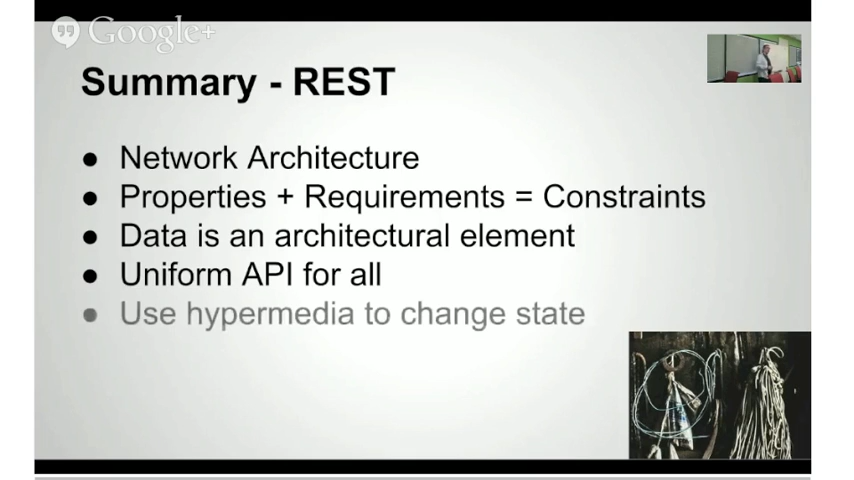 Google+
Summary - REST
● Network Architecture
● Properties + Requirements = Constraints
● Data is an architectural element
● Uniform API for all
● Use hypermedia to change state